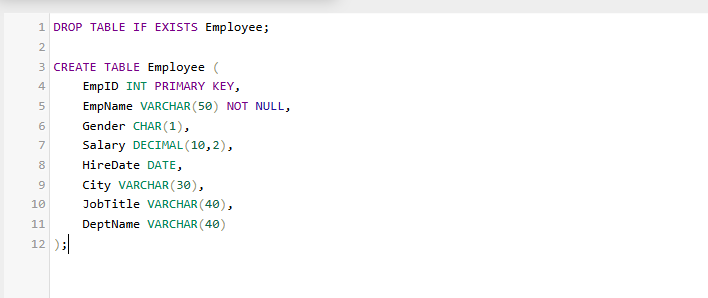 1 DROP TABLE IF EXISTS Employee;
2
3 CREATE TABLE Employee (
4     EmpID INT PRIMARY KEY,
5     EmpName VARCHAR(50) NOT NULL,
6     Gender CHAR(1),
7     Salary DECIMAL(10,2),
8     HireDate DATE,
9     City VARCHAR(30),
10     JobTitle VARCHAR(40),
11     DeptName VARCHAR(40)
12 );